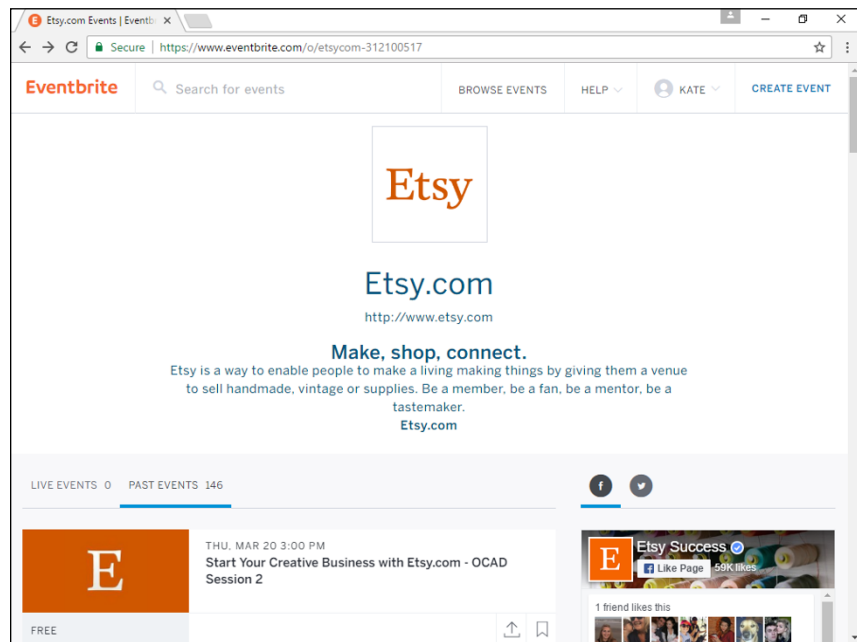 Etsy.com Events | Eventb
Secure | https://www.eventbrite.com/o/etsycom-312100517
Eventbrite
Search for events
BROWSE EVENTS
HELP
KATE
CREATE EVENT
Etsy
Etsy.com
http://www.etsy.com
Make, shop, connect.
Etsy is a way to enable people to make a living making things by giving them a venue
to sell handmade, vintage or supplies. Be a member, be a fan, be a mentor, be a
tastemaker.
Etsy.com
LIVE EVENTS 0 PAST EVENTS 146
E
THU, MAR 20 3:00 PM
Start Your Creative Business with Etsy.com - OCAD
Session 2
FREE
E
Etsy Success
Like Page
59K likes
1 friend likes this